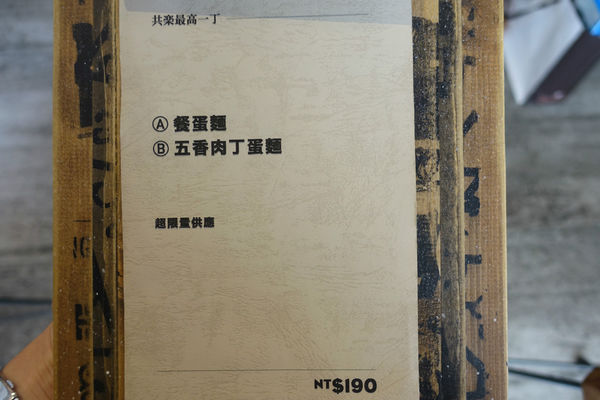 共楽最高一丁
Ⓐ 餐蛋麵
Ⓑ 五香肉丁蛋麵
超限量供應
NT$190